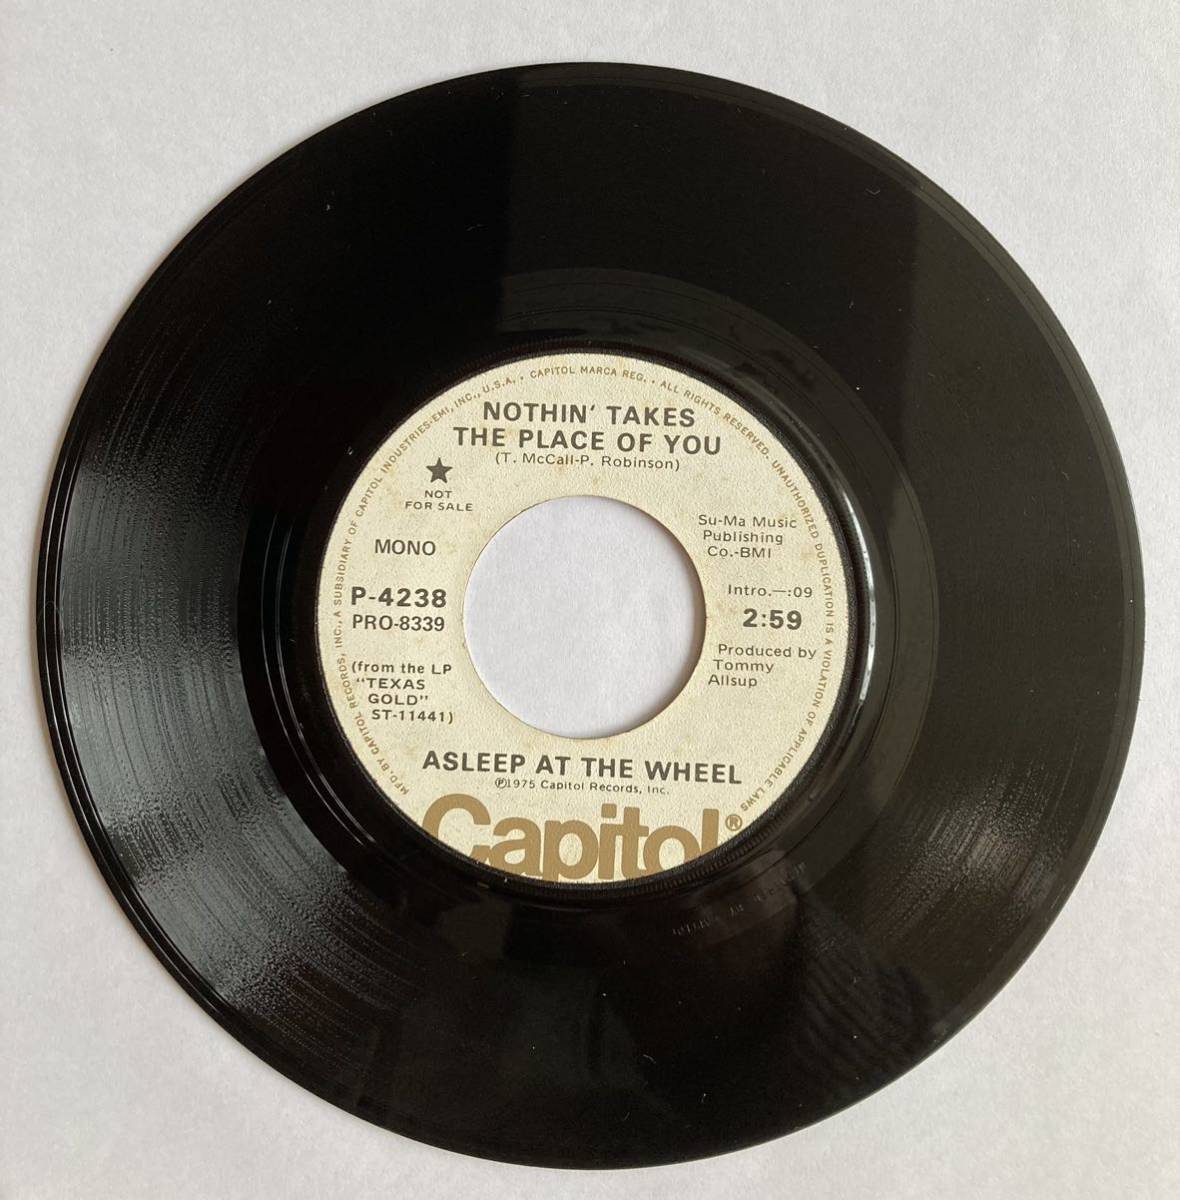 MFD. BY CAPITOL RECORDS, INC., A SUBSIDIARY OF CAPITOL INDUSTRIES-EMI, INC., U.S.A. • CAPITOL MARCA REG. • ALL RIGHTS RESERVED. UNAUTHORIZED DUPLICATION IS A VIOLATION OF APPLICABLE LAWS
NOTHIN' TAKES
THE PLACE OF YOU
(T. McCall-P. Robinson)
★
NOT
FOR SALE
MONO
P-4238
PRO-8339
(from the LP
"TEXAS
GOLD"
ST-11441)
Su-Ma Music
Publishing
Co.-BMI
Intro.—:09
2:59
Produced by
Tommy
Allsup
ASLEEP AT THE WHEEL
℗1975 Capitol Records, Inc.
Capitol®